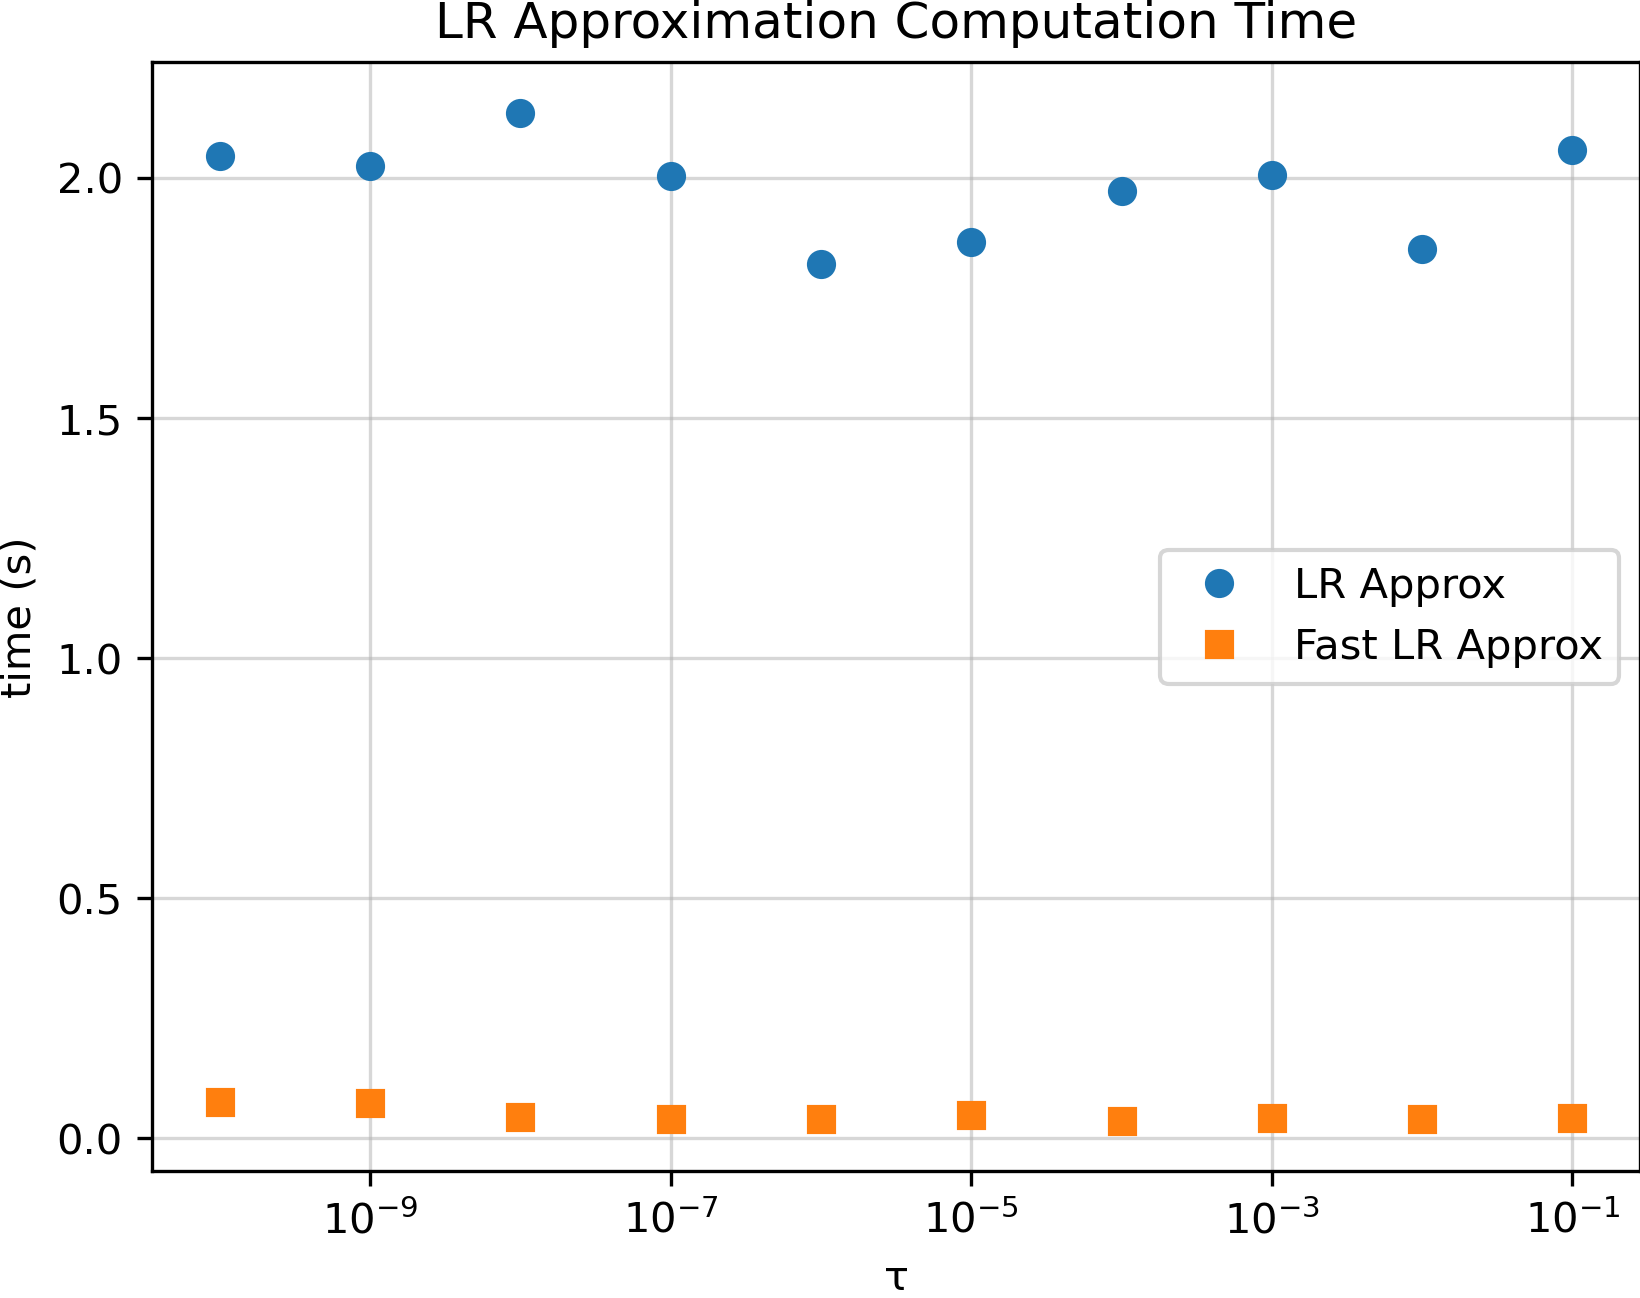 LR Approximation Computation Time
time (s)
2.0
1.5
1.0
0.5
0.0
LR Approx
Fast LR Approx
10⁻⁹ 10⁻⁷ 10⁻⁵ 10⁻³ 10⁻¹
τ